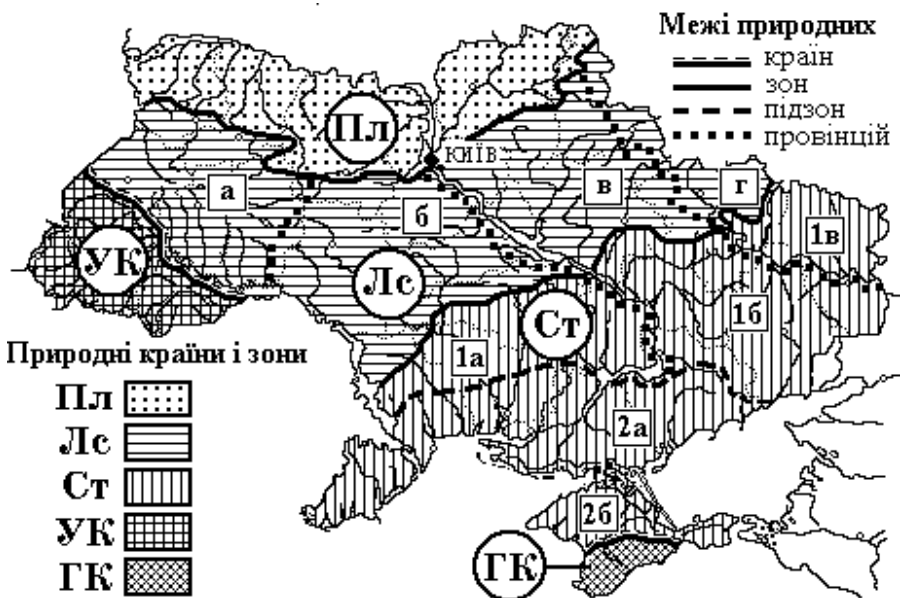 Межі природних
країн
зон
підзон
провінцій
Пл
КИЇВ
а
б
в
г
1в
УК
Лс
Ст
1б
1а
2а
2б
ГК
Природні країни і зони
Пл
Лс
Ст
УК
ГК